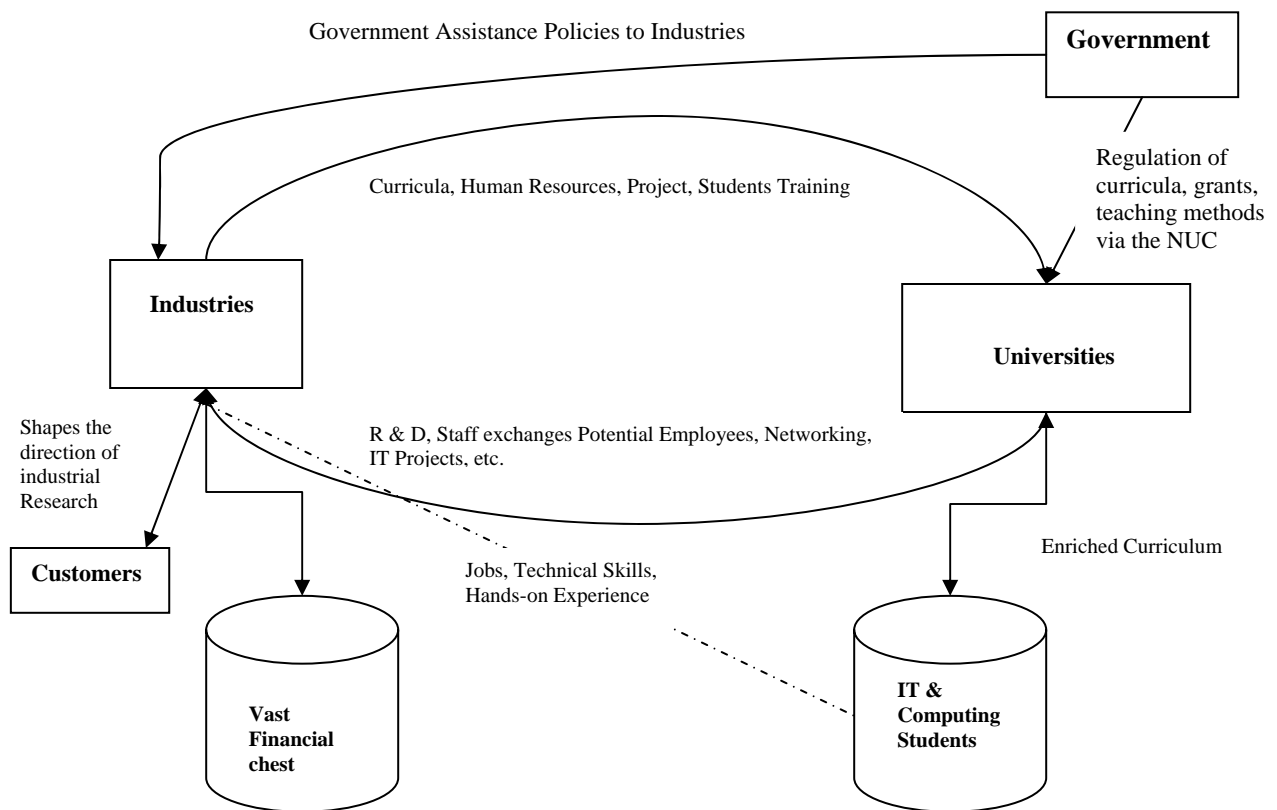 Government Assistance Policies to Industries
Government
Regulation of
curricula, grants,
teaching methods
via the NUC
Curricula, Human Resources, Project, Students Training
Industries
Universities
Shapes the
direction of
industrial
Research
R & D, Staff exchanges Potential Employees, Networking,
IT Projects, etc.
Customers
Enriched Curriculum
Jobs, Technical Skills,
Hands-on Experience
Vast
Financial
chest
IT &
Computing
Students